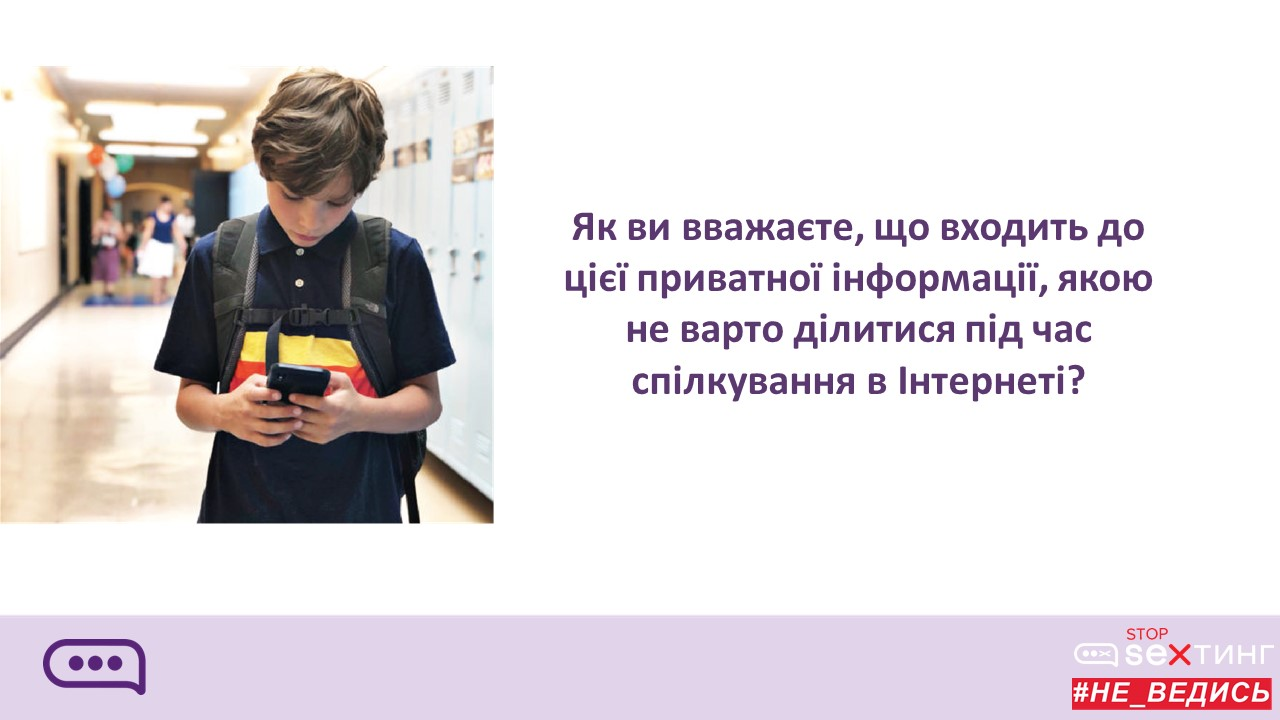 Як ви вважаєте, що входить до
цієї приватної інформації, якою
не варто ділитися під час
спілкування в Інтернеті?
STOP
sexтинг
#НЕ_ВЕДИСЬ